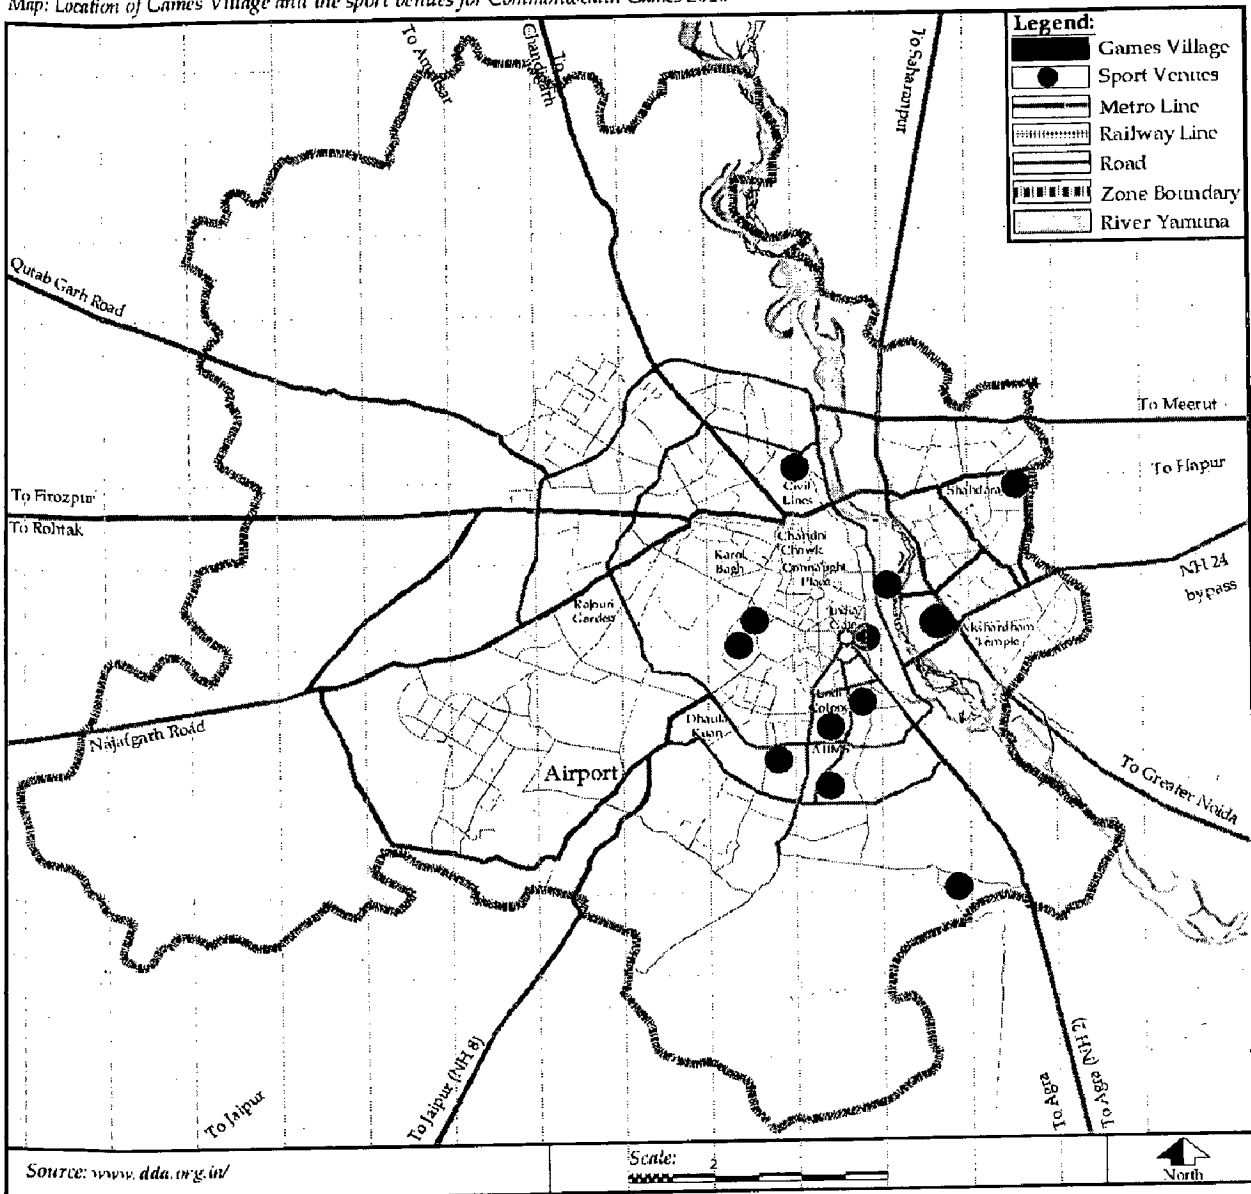 Map: Location of Games Village and the sport venues for Commonwealth Games
Legend:
Games Village
Sport Venues
Metro Line
Railway Line
Road
Zone Boundary
River Yamuna
To Amritsar
To
Chandigarh
To Saharanpur
Qutab Garh Road
To Meerut
To Hapur
To Firozpur
To Rohtak
Civil
Lines
Shahdara
Chandni
Chowk
Karol
Bagh
Connaught
Place
NH 24
bypass
Rajouri
Garden
India
Gate
Akshardham
Temple
Lodi
Colony
Najafgarh Road
Dhaula
Kuan
AIIMS
Airport
To Greater Noida
To Jaipur
To Jaipur (NH 8)
To Agra
To Agra (NH 2)
Source: www.dda.org.in/
Scale:
2
North